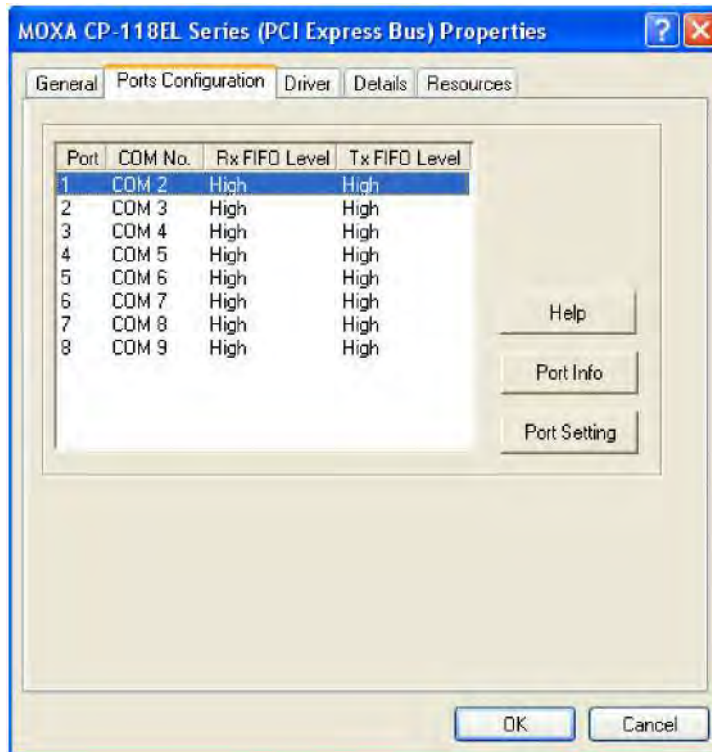 MOXA CP-118EL Series (PCI Express Bus) Properties
General Ports Configuration Driver Details Resources
Port COM No. Rx FIFO Level Tx FIFO Level
1 COM 2 High High
2 COM 3 High High
3 COM 4 High High
4 COM 5 High High
5 COM 6 High High
6 COM 7 High High
7 COM 8 High High
8 COM 9 High High
Help
Port Info
Port Setting
OK Cancel